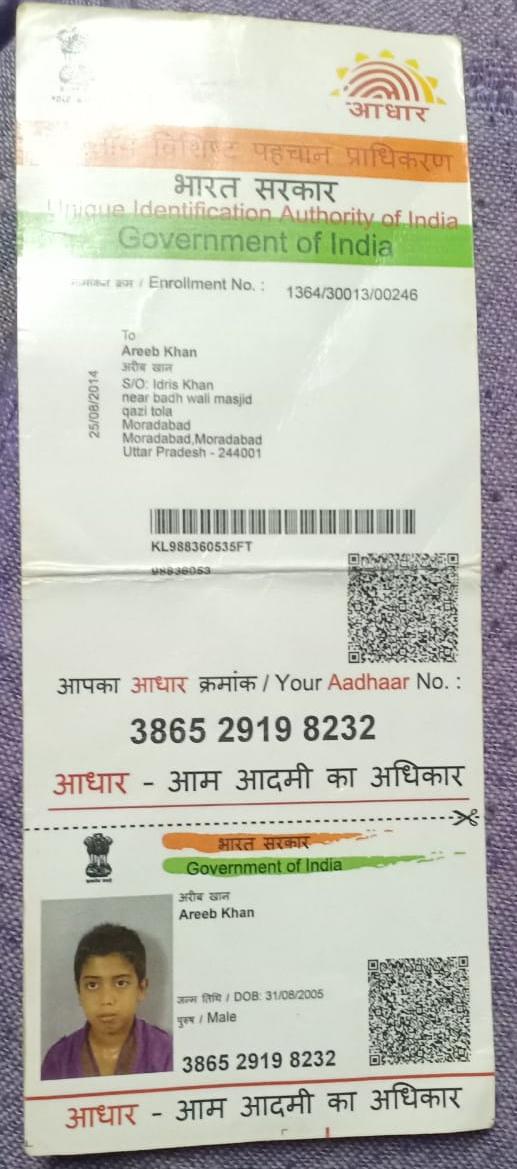 आधार
विशिष्ट पहचान प्राधिकरण
भारत सरकार
Unique Identification Authority of India
Government of India
नामांकन क्रम / Enrollment No. : 1364/30013/00246
25/08/2014
To
Areeb Khan
अरीब खान
S/O: Idris Khan
near badh wali masjid
qazi tola
Moradabad
Moradabad,Moradabad
Uttar Pradesh - 244001
KL988360535FT
98836053
आपका आधार क्रमांक / Your Aadhaar No. :
3865 2919 8232
आधार - आम आदमी का अधिकार
भारत सरकार
Government of India
अरीब खान
Areeb Khan
जन्म तिथि / DOB: 31/08/2005
पुरुष / Male
3865 2919 8232
आधार - आम आदमी का अधिकार